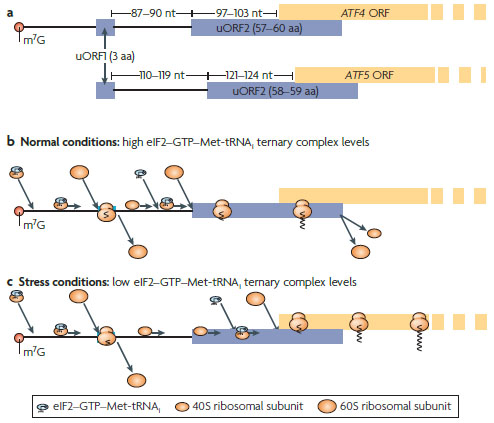 a
87–90 nt
97–103 nt
ATF4 ORF
uORF2 (57–60 aa)
m7G
uORF1 (3 aa)
110–119 nt
121–124 nt
ATF5 ORF
uORF2 (58–59 aa)
b Normal conditions: high eIF2–GTP–Met-tRNAI ternary complex levels
m7G
c Stress conditions: low eIF2–GTP–Met-tRNAI ternary complex levels
m7G
eIF2–GTP–Met-tRNAI
40S ribosomal subunit
60S ribosomal subunit